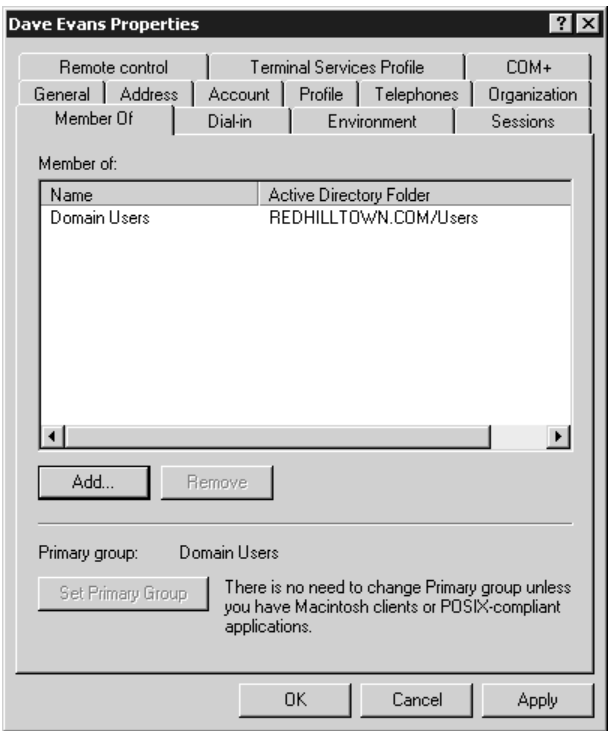 Dave Evans Properties
Remote control Terminal Services Profile COM+
General Address Account Profile Telephones Organization
Member Of Dial-in Environment Sessions
Member of:
Name Active Directory Folder
Domain Users REDHILLTOWN.COM/Users
Add... Remove
Primary group: Domain Users
Set Primary Group There is no need to change Primary group unless
you have Macintosh clients or POSIX-compliant
applications.
OK Cancel Apply